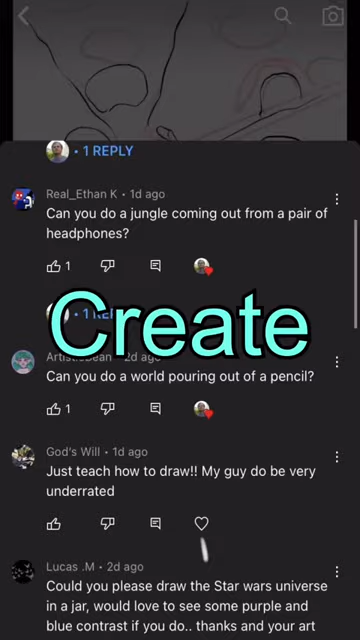 • 1 REPLY
Real_Ethan K • 1d ago
Can you do a jungle coming out from a pair of
headphones?
1
• 1 RE
Create
ArtisticBean • 2d ago
Can you do a world pouring out of a pencil?
1
God's Will • 1d ago
Just teach how to draw!! My guy do be very
underrated
Lucas .M • 2d ago
Could you please draw the Star wars universe
in a jar, would love to see some purple and
blue contrast if you do.. thanks and your art